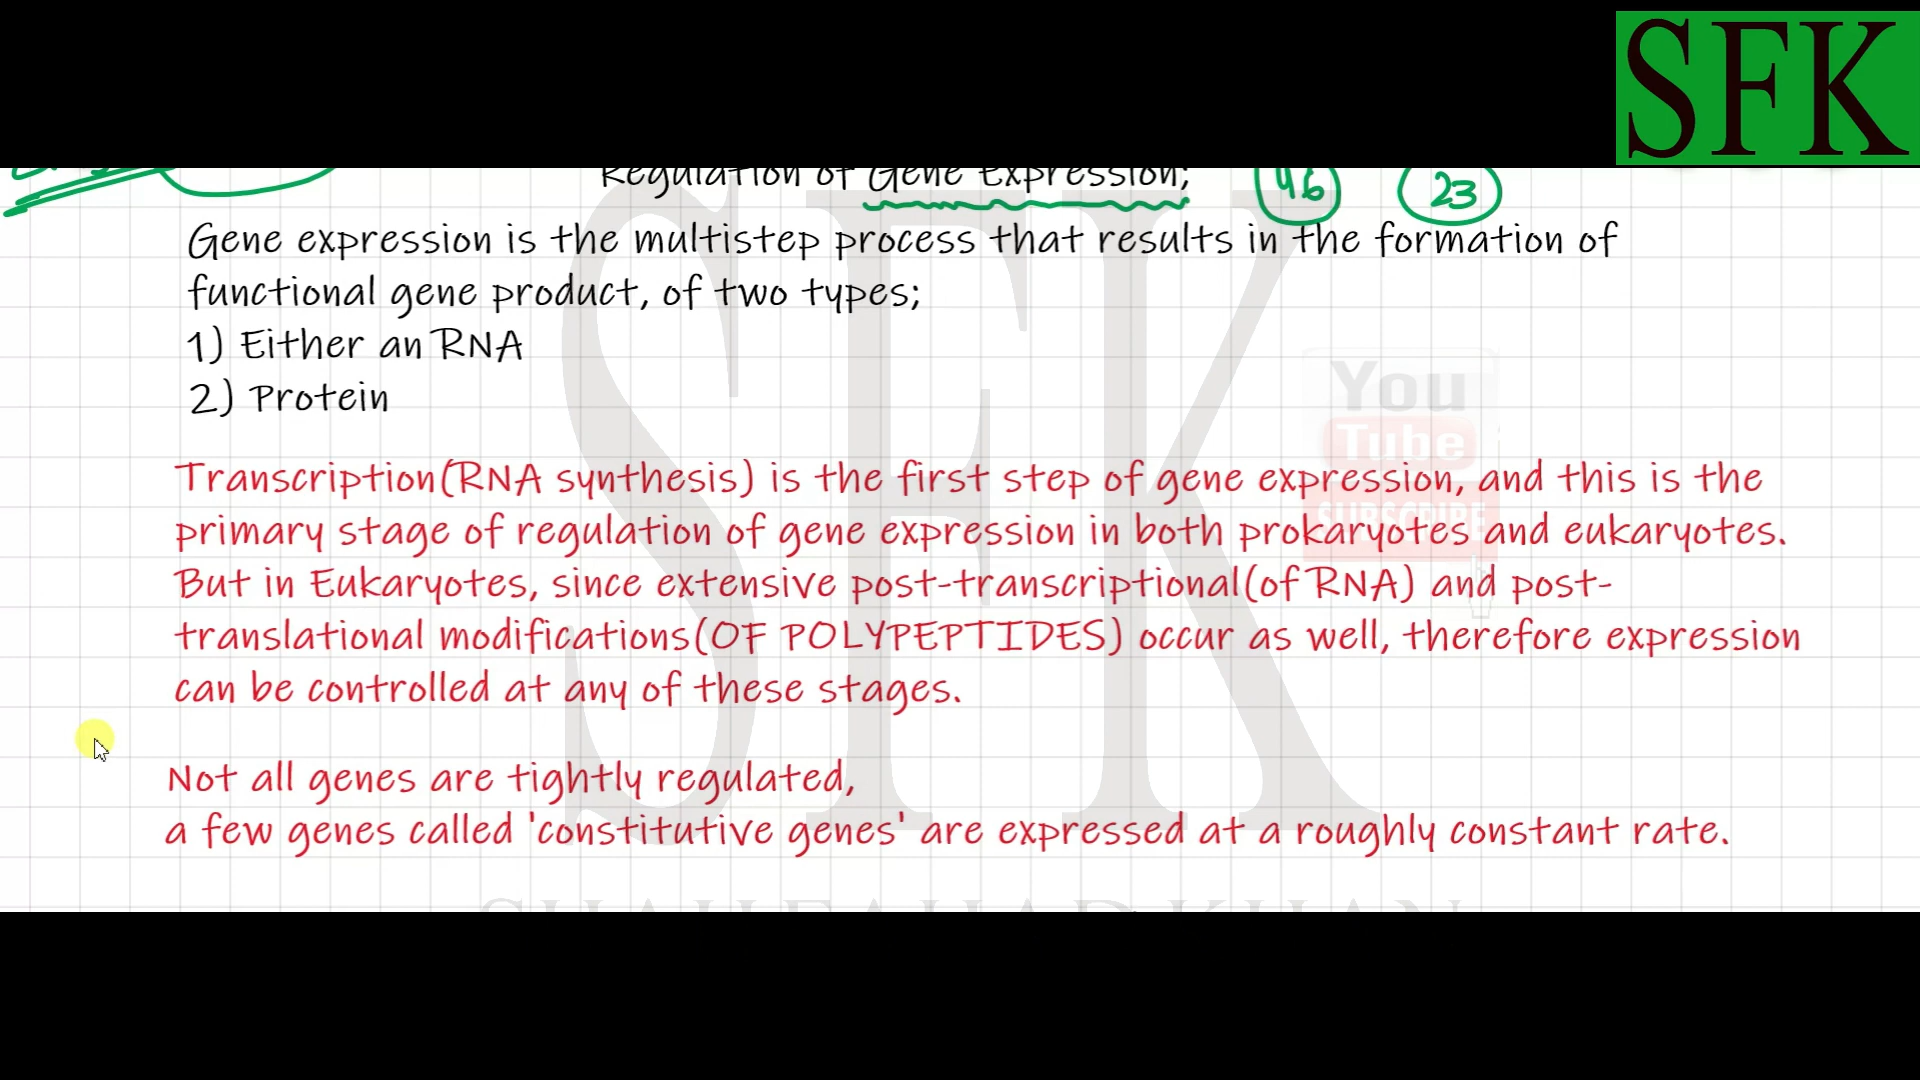 SFK
Regulation of Gene Expression;
46
23
Gene expression is the multistep process that results in the formation of
functional gene product, of two types;
1) Either an RNA
2) Protein
You
Tube
SUBSCRIBE
Transcription(RNA synthesis) is the first step of gene expression, and this is the
primary stage of regulation of gene expression in both prokaryotes and eukaryotes.
But in Eukaryotes, since extensive post-transcriptional(of RNA) and post-
translational modifications(OF POLYPEPTIDES) occur as well, therefore expression
can be controlled at any of these stages.
Not all genes are tightly regulated,
a few genes called 'constitutive genes' are expressed at a roughly constant rate.
SFK